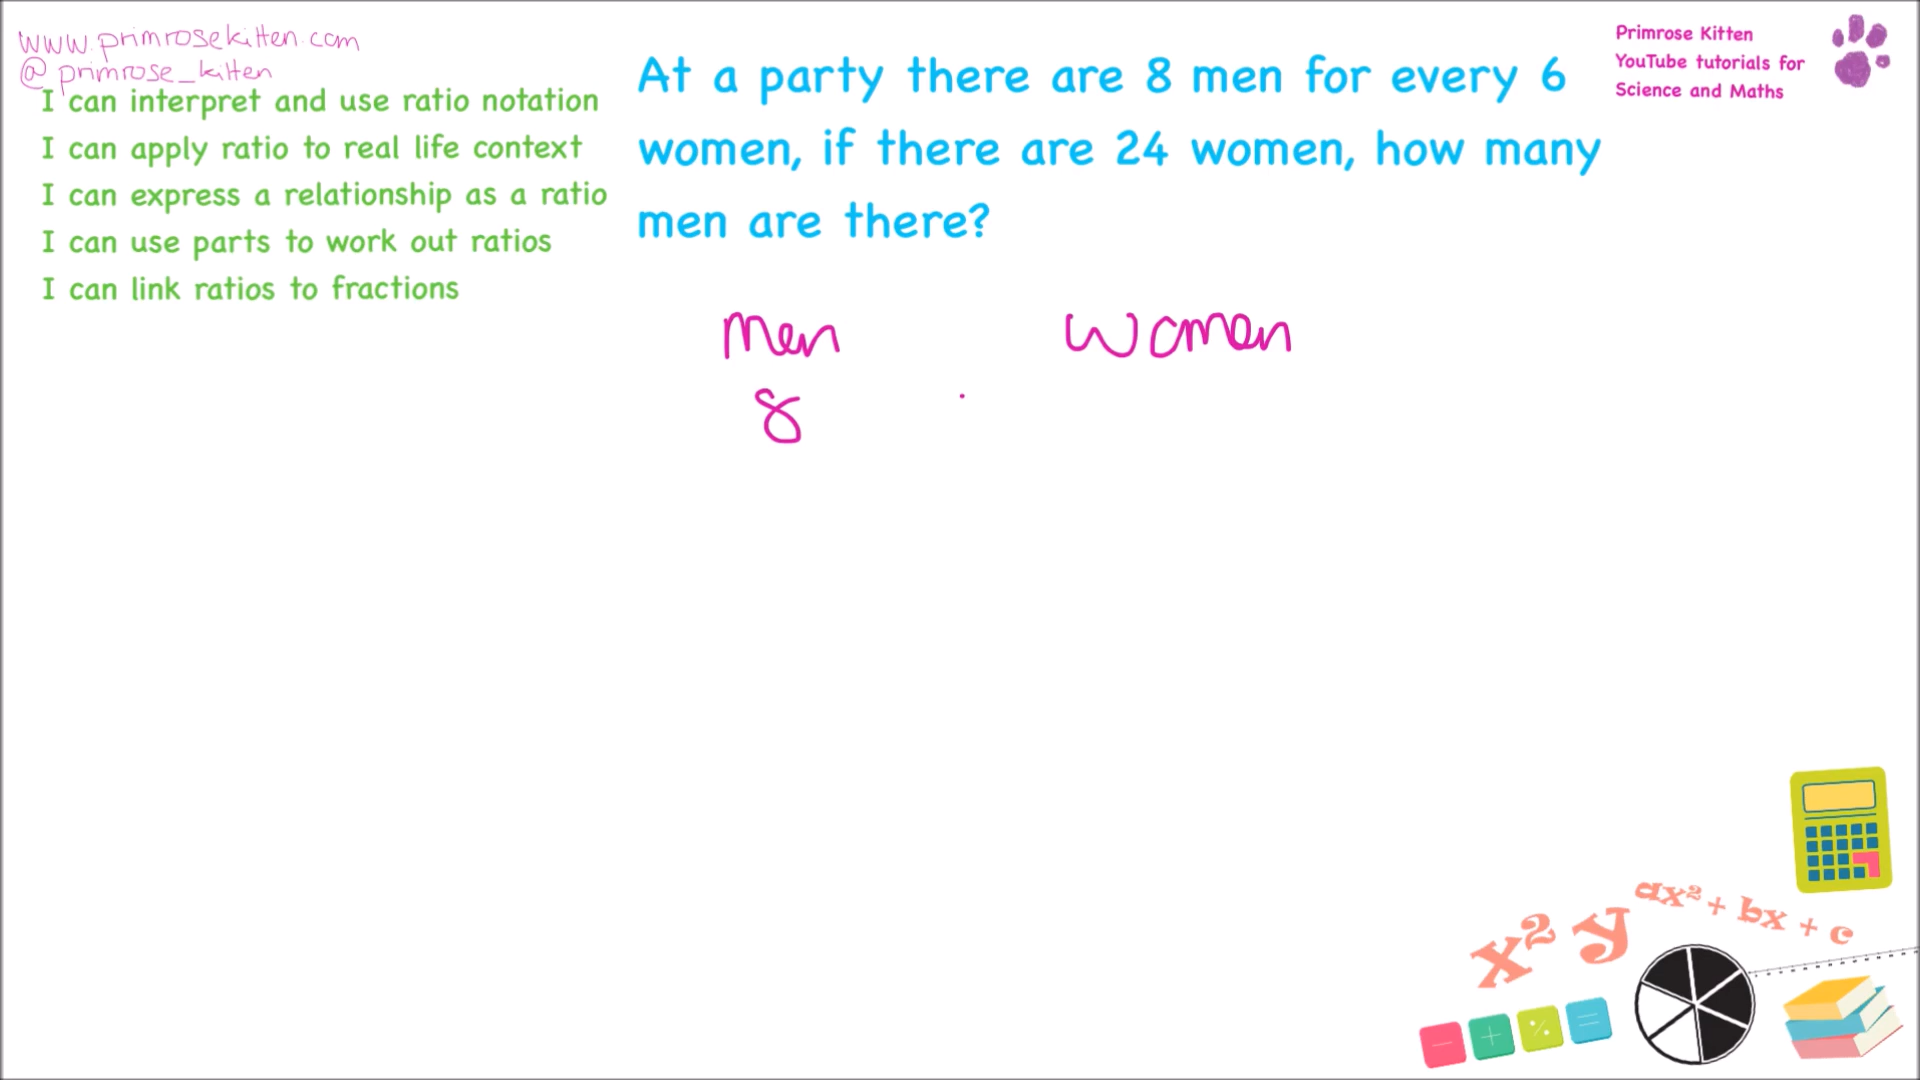 www.primrosekitten.com
@primrose_kitten
I can interpret and use ratio notation
I can apply ratio to real life context
I can express a relationship as a ratio
I can use parts to work out ratios
I can link ratios to fractions
At a party there are 8 men for every 6
women, if there are 24 women, how many
men are there?
Primrose Kitten
YouTube tutorials for
Science and Maths
Men women
8
x² y ax² + bx + c
- + % =